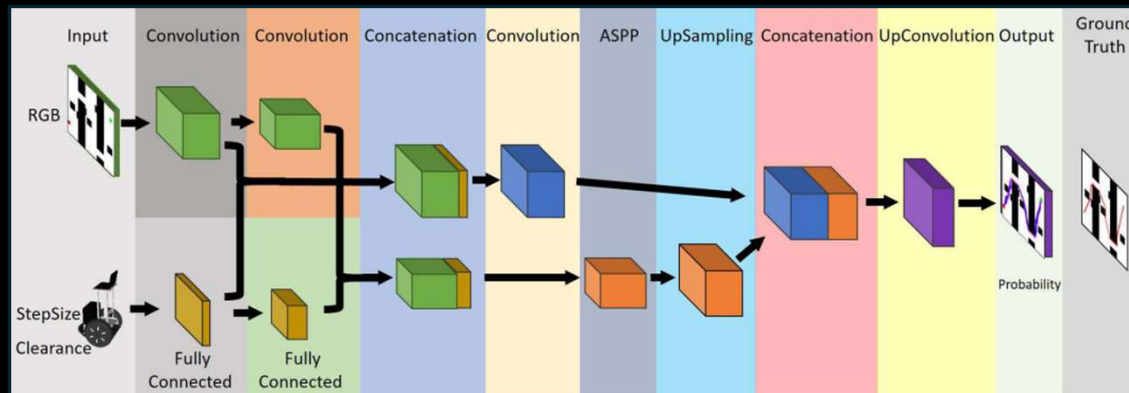 Input
Convolution
Convolution
Concatenation
Convolution
ASPP
UpSampling
Concatenation
UpConvolution
Output
Ground
Truth
RGB
StepSize
Clearance
Fully
Connected
Fully
Connected
Probability